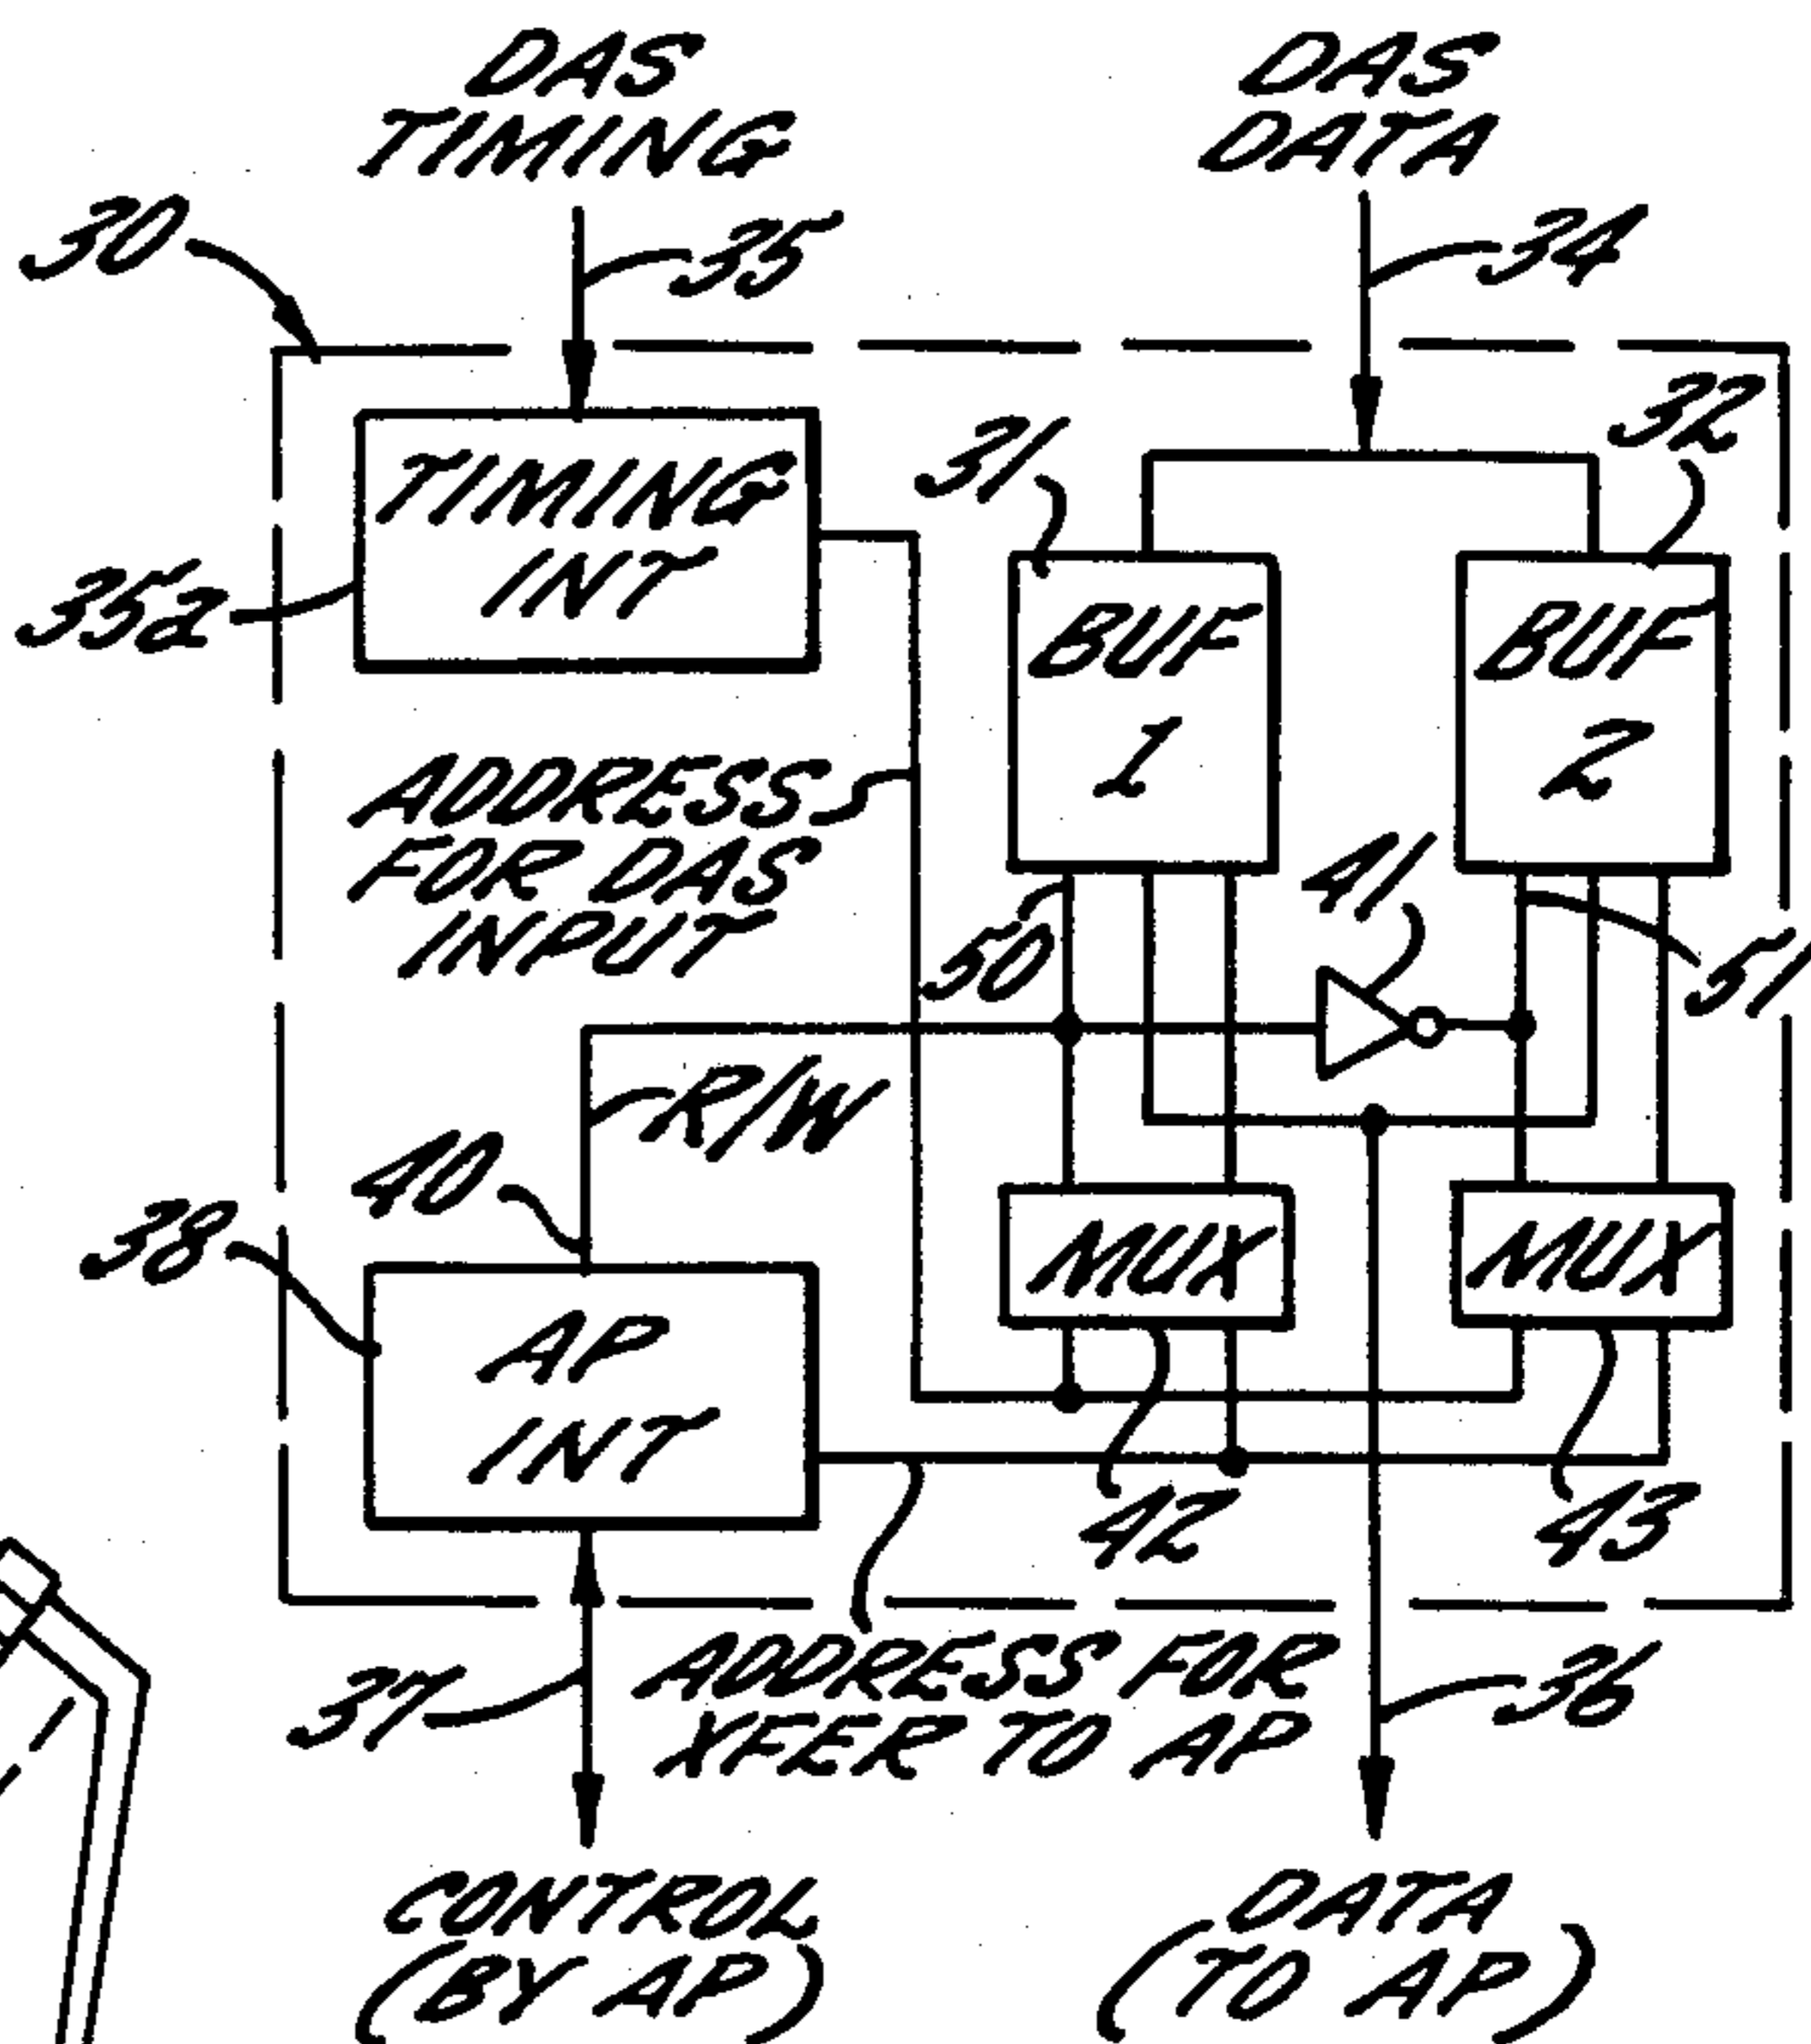 DAS
TIMING
DAS
DATA
30
35
34
32
31
TIMING
INT
35a
BUF
1
BUF
2
ADDRESS
FOR DAS
INPUT
41
50
51
R/W
40
38
MUX
MUX
AP
INT
42
43
37
ADDRESS FOR
XFER TO AP
36
CONTROL
(BY AP)
DATA
(TO AP)